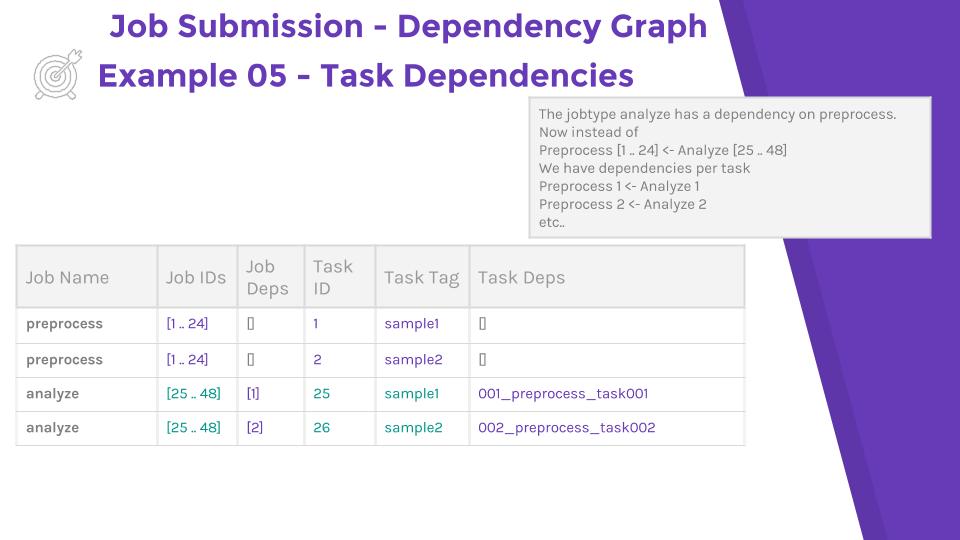 Job Submission - Dependency Graph
Example 05 - Task Dependencies
The jobtype analyze has a dependency on preprocess.
Now instead of
Preprocess [1 .. 24] <- Analyze [25 .. 48]
We have dependencies per task
Preprocess 1 <- Analyze 1
Preprocess 2 <- Analyze 2
etc..
Job Name Job IDs Job Deps Task ID Task Tag Task Deps
preprocess [1 .. 24] [] 1 sample1 []
preprocess [1 .. 24] [] 2 sample2 []
analyze [25 .. 48] [1] 25 sample1 001_preprocess_task001
analyze [25 .. 48] [2] 26 sample2 002_preprocess_task002